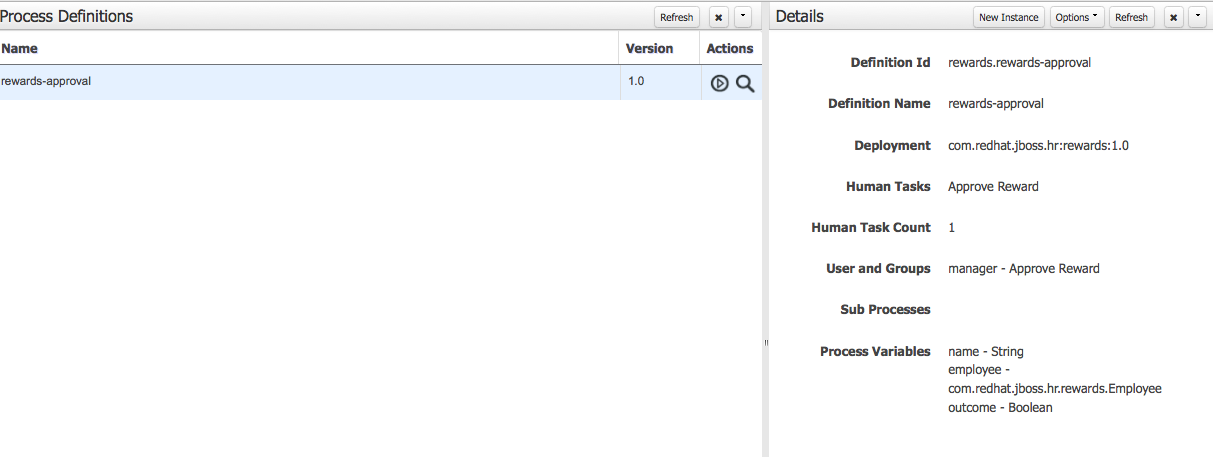 Process Definitions
Refresh
Name Version Actions
rewards-approval 1.0
Details
New Instance Options Refresh
Definition Id rewards.rewards-approval
Definition Name rewards-approval
Deployment com.redhat.jboss.hr:rewards:1.0
Human Tasks Approve Reward
Human Task Count 1
User and Groups manager - Approve Reward
Sub Processes
Process Variables name - String
employee -
com.redhat.jboss.hr.rewards.Employee
outcome - Boolean